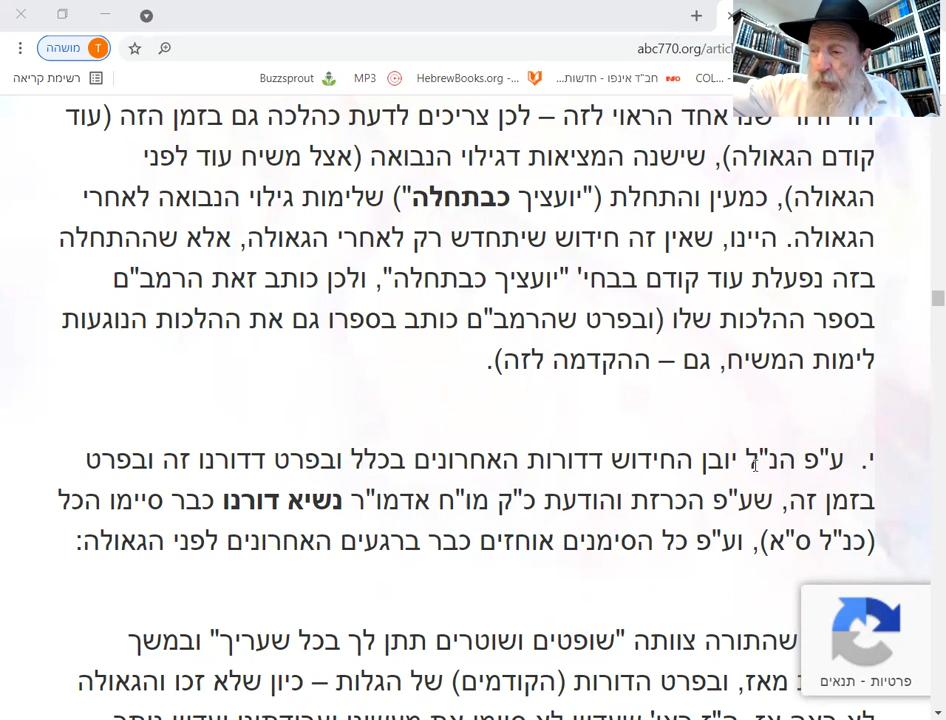 מושהה T
abc770.org/articl
רשימת קריאה
Buzzsprout
MP3
HebrewBooks.org -...
חב"ד אינפו - חדשות...
COL...
אחד הראוי לזה – לכן צריכים לדעת כהלכה גם בזמן הזה (עוד
קודם הגאולה), שישנה המציאות דגילוי הנבואה (אצל משיח עוד לפני
הגאולה), כמעין והתחלת ("יועציך כבתחלה") שלימות גילוי הנבואה לאחרי
הגאולה. היינו, שאין זה חידוש שיתחדש רק לאחרי הגאולה, אלא שההתחלה
בזה נפעלת עוד קודם בבחי' "יועציך כבתחלה", ולכן כותב זאת הרמב"ם
בספר ההלכות שלו (ובפרט שהרמב"ם כותב בספרו גם את ההלכות הנוגעות
לימות המשיח, גם – ההקדמה לזה).
י. ע"פ הנ"ל יובן החידוש דדורות האחרונים בכלל ובפרט דדורנו זה ובפרט
בזמן זה, שע"פ הכרזת והודעת כ"ק מו"ח אדמו"ר נשיא דורנו כבר סיימו הכל
(כנ"ל ס"א), וע"פ כל הסימנים אוחזים כבר ברגעים האחרונים לפני הגאולה:
שהתורה צוותה "שופטים ושוטרים תתן לך בכל שעריך" ובמשך
מאז, ובפרט הדורות (הקודמים) של הגלות – כיון שלא זכו והגאולה
פרטיות - תנאים